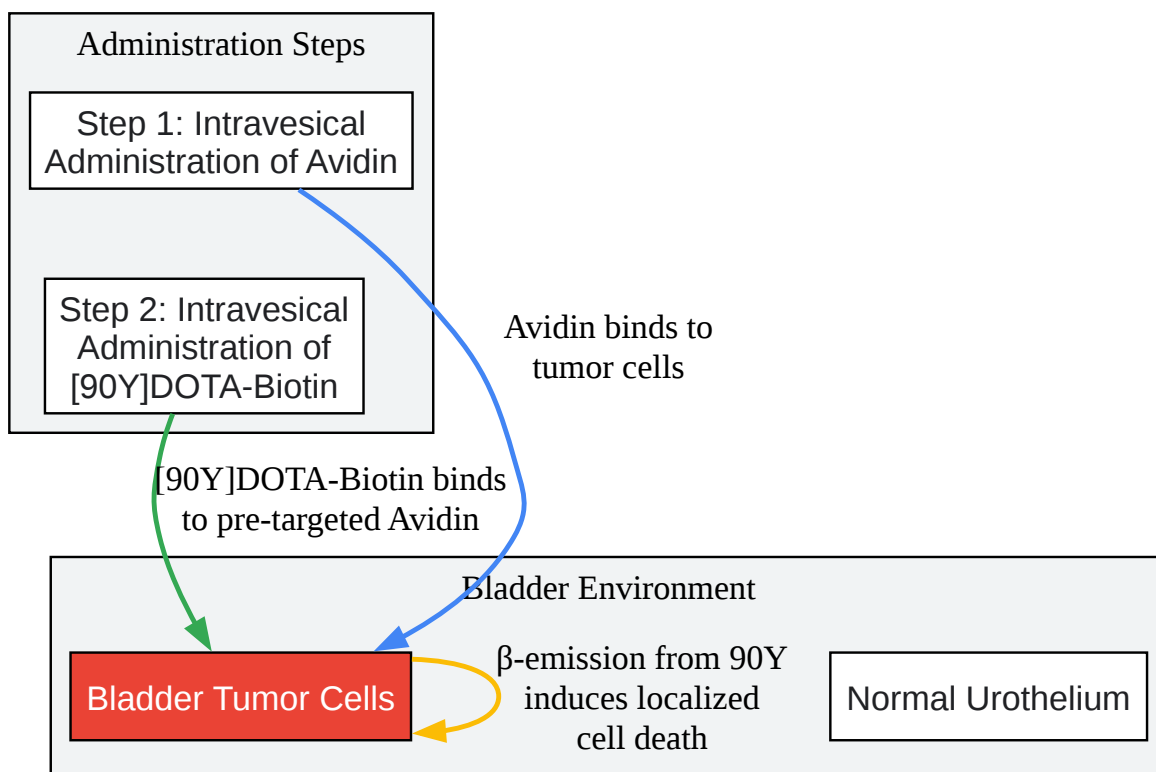 Administration Steps
Step 1: Intravesical
Administration of Avidin
Step 2: Intravesical
Administration of
[90Y]DOTA-Biotin
Avidin binds to
tumor cells
[90Y]DOTA-Biotin binds
to pre-targeted Avidin
Bladder Environment
Bladder Tumor Cells
β-emission from 90Y
induces localized
cell death
Normal Urothelium